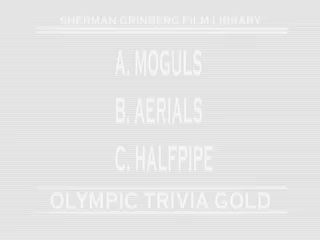 SHERMAN GRINBERG FILM LIBRARY
A. MOGULS
B. AERIALS
C. HALFPIPE
OLYMPIC TRIVIA GOLD